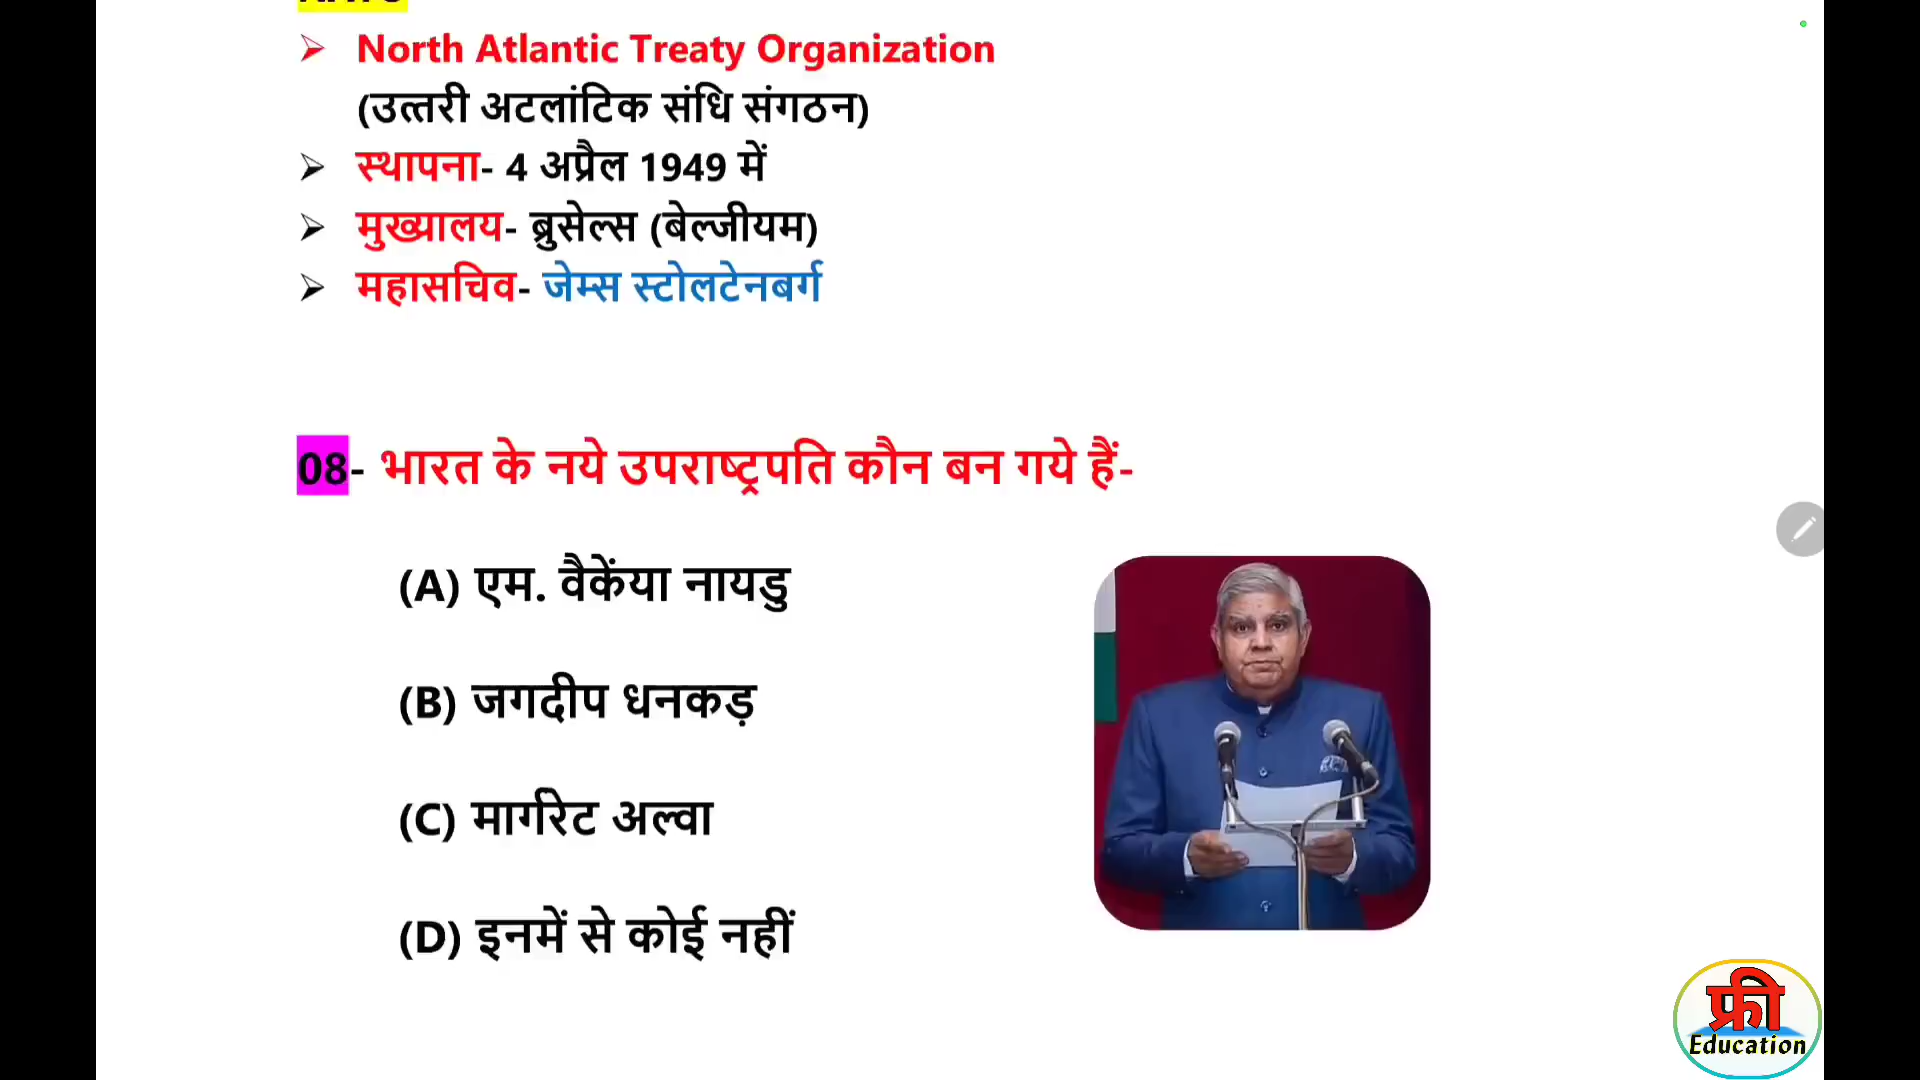 North Atlantic Treaty Organization
(उत्तरी अटलांटिक संधि संगठन)
स्थापना- 4 अप्रैल 1949 में
मुख्यालय- ब्रुसेल्स (बेल्जीयम)
महासचिव- जेम्स स्टोलटेनबर्ग
08- भारत के नये उपराष्ट्रपति कौन बन गये हैं-
(A) एम. वैकेंया नायडु
(B) जगदीप धनकड़
(C) मार्गरेट अल्वा
(D) इनमें से कोई नहीं
फ्री
Education